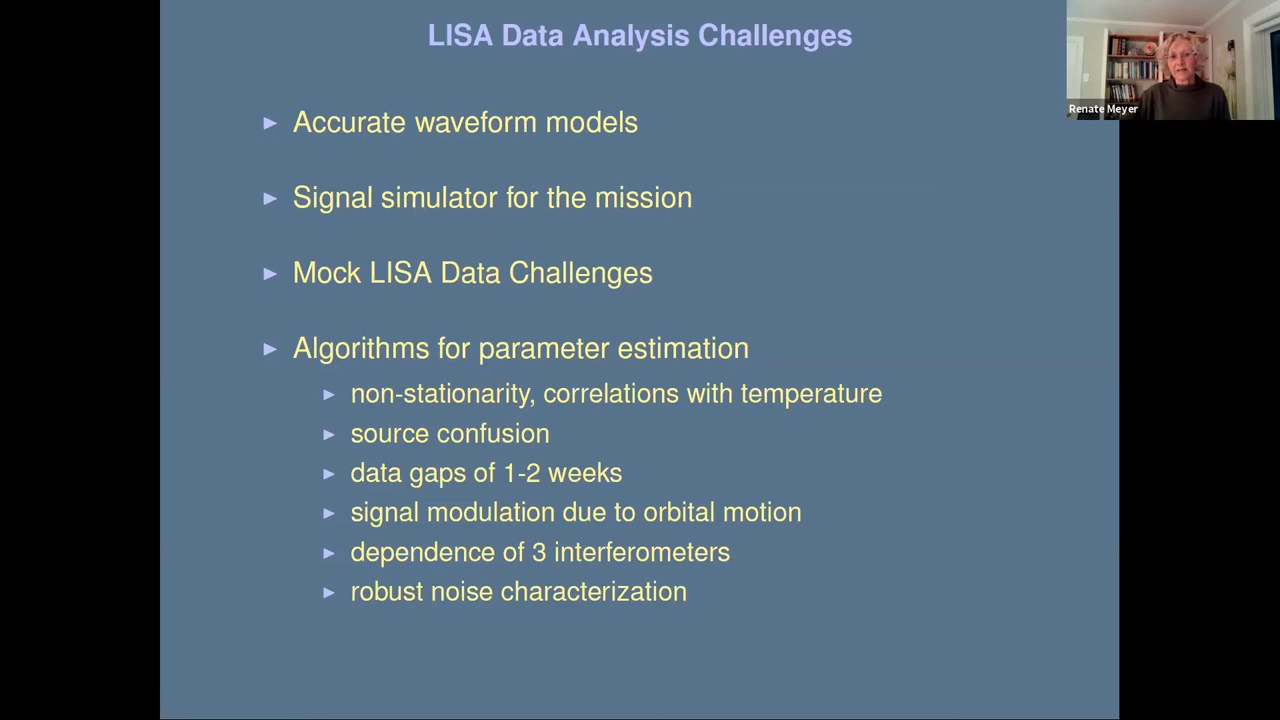 LISA Data Analysis Challenges
Renate Meyer
Accurate waveform models
Signal simulator for the mission
Mock LISA Data Challenges
Algorithms for parameter estimation
non-stationarity, correlations with temperature
source confusion
data gaps of 1-2 weeks
signal modulation due to orbital motion
dependence of 3 interferometers
robust noise characterization